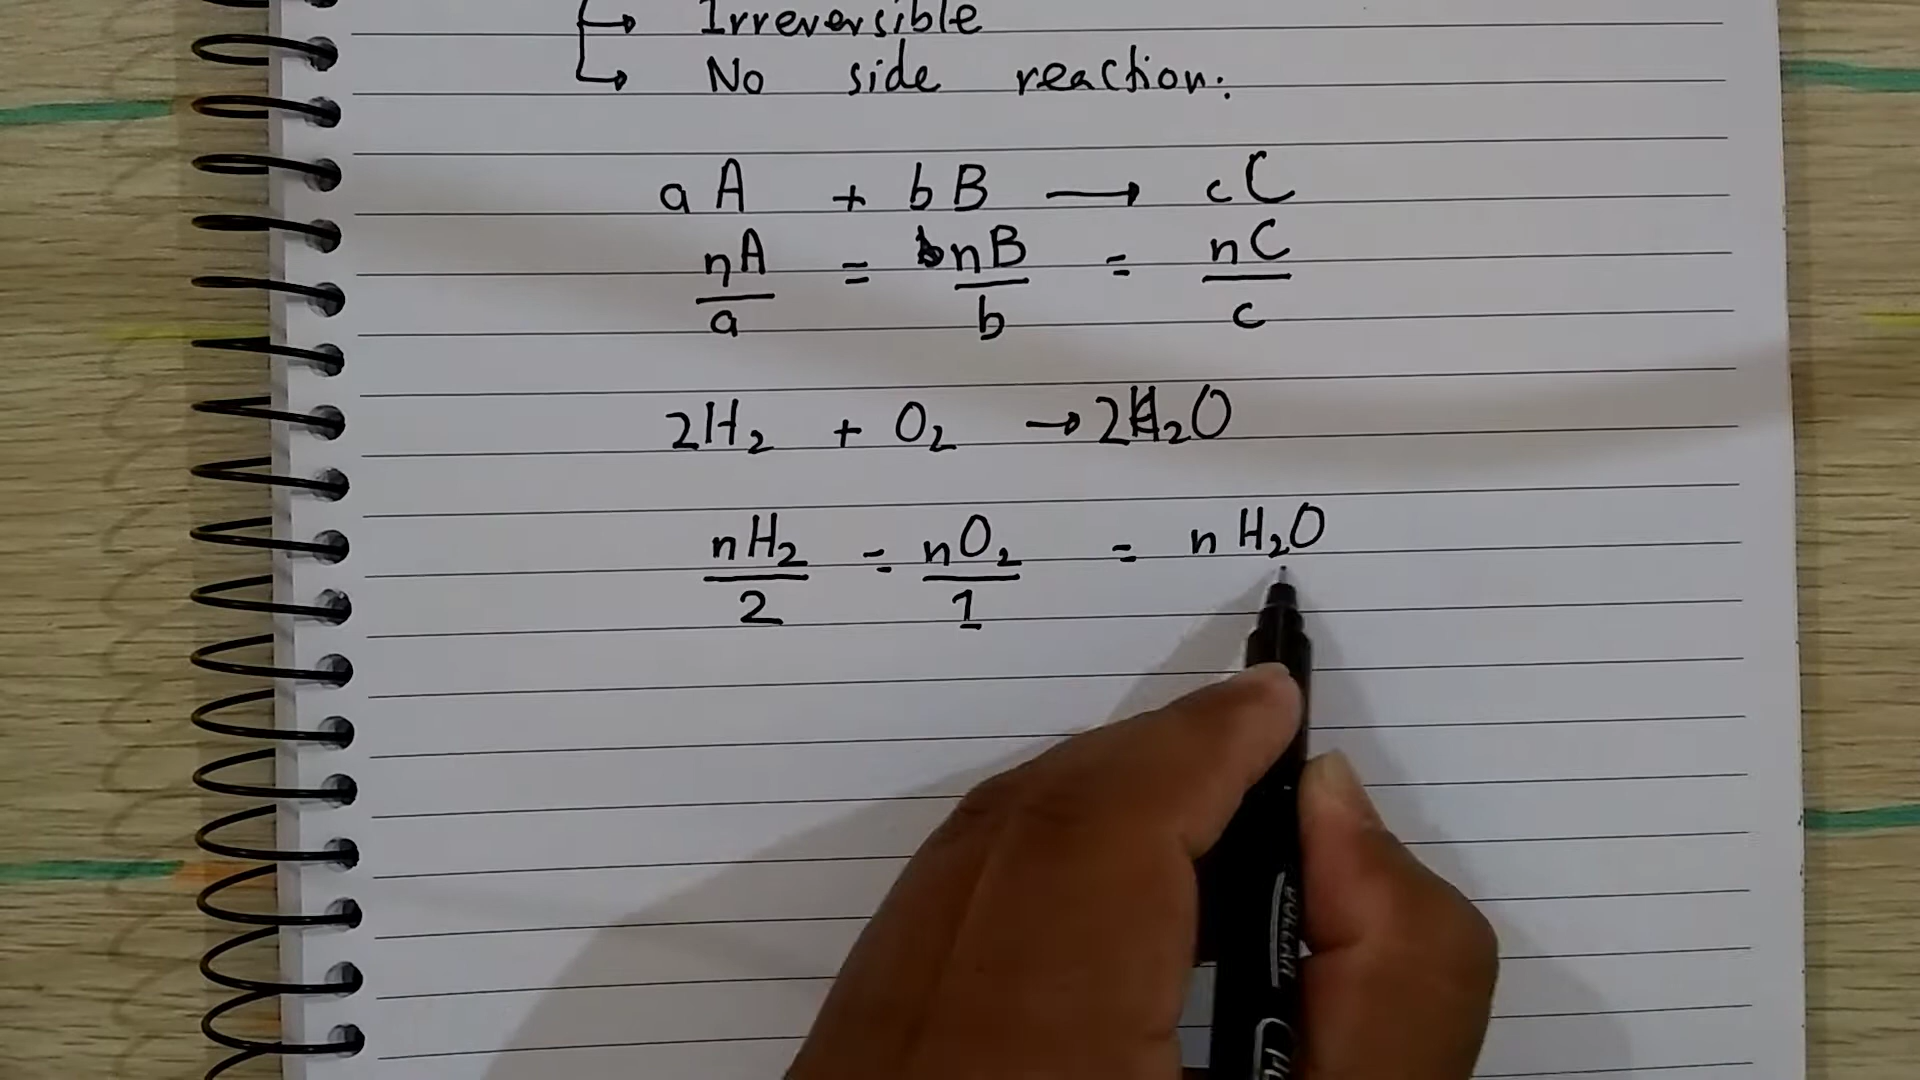 Irreversible
No side reaction.
aA + bB → cC
nA/a = nB/b = nC/c
2H₂ + O₂ → 2H₂O
nH₂/2 = nO₂/1 = nH₂O